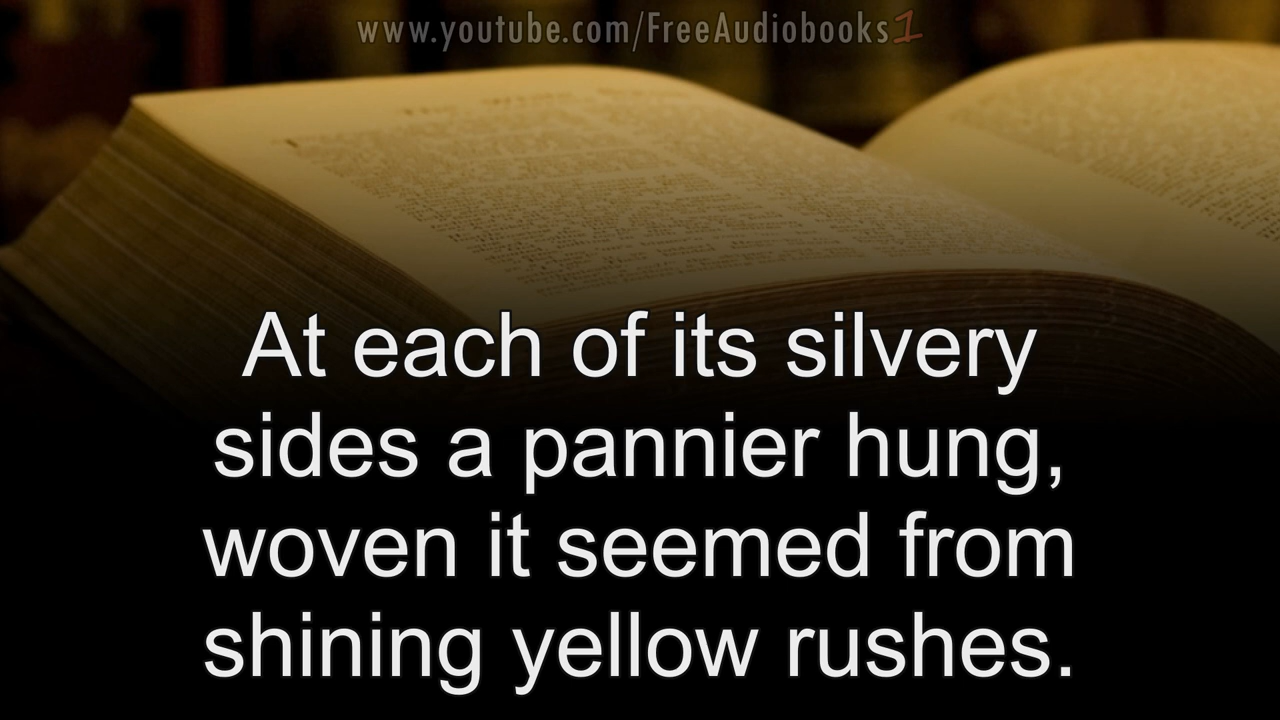 www.youtube.com/FreeAudiobooks1
At each of its silvery
sides a pannier hung,
woven it seemed from
shining yellow rushes.